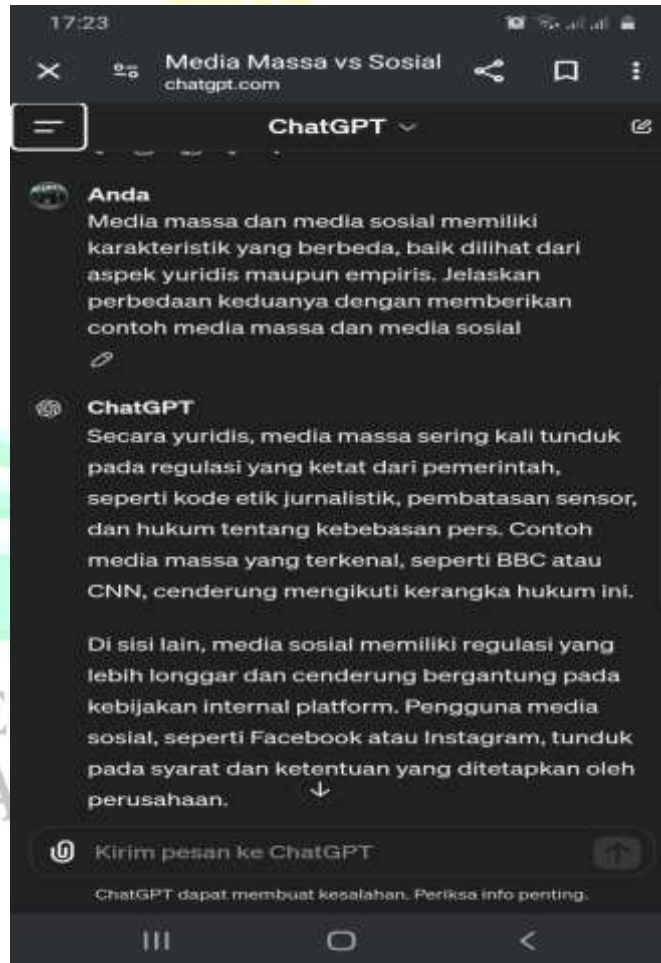 17:23
Media Massa vs Sosial
chatgpt.com
ChatGPT
Anda
Media massa dan media sosial memiliki
karakteristik yang berbeda, baik dilihat dari
aspek yuridis maupun empiris. Jelaskan
perbedaan keduanya dengan memberikan
contoh media massa dan media sosial
ChatGPT
Secara yuridis, media massa sering kali tunduk
pada regulasi yang ketat dari pemerintah,
seperti kode etik jurnalistik, pembatasan sensor,
dan hukum tentang kebebasan pers. Contoh
media massa yang terkenal, seperti BBC atau
CNN, cenderung mengikuti kerangka hukum ini.
Di sisi lain, media sosial memiliki regulasi yang
lebih longgar dan cenderung bergantung pada
kebijakan internal platform. Pengguna media
sosial, seperti Facebook atau Instagram, tunduk
pada syarat dan ketentuan yang ditetapkan oleh
perusahaan.
Kirim pesan ke ChatGPT
ChatGPT dapat membuat kesalahan. Periksa info penting.